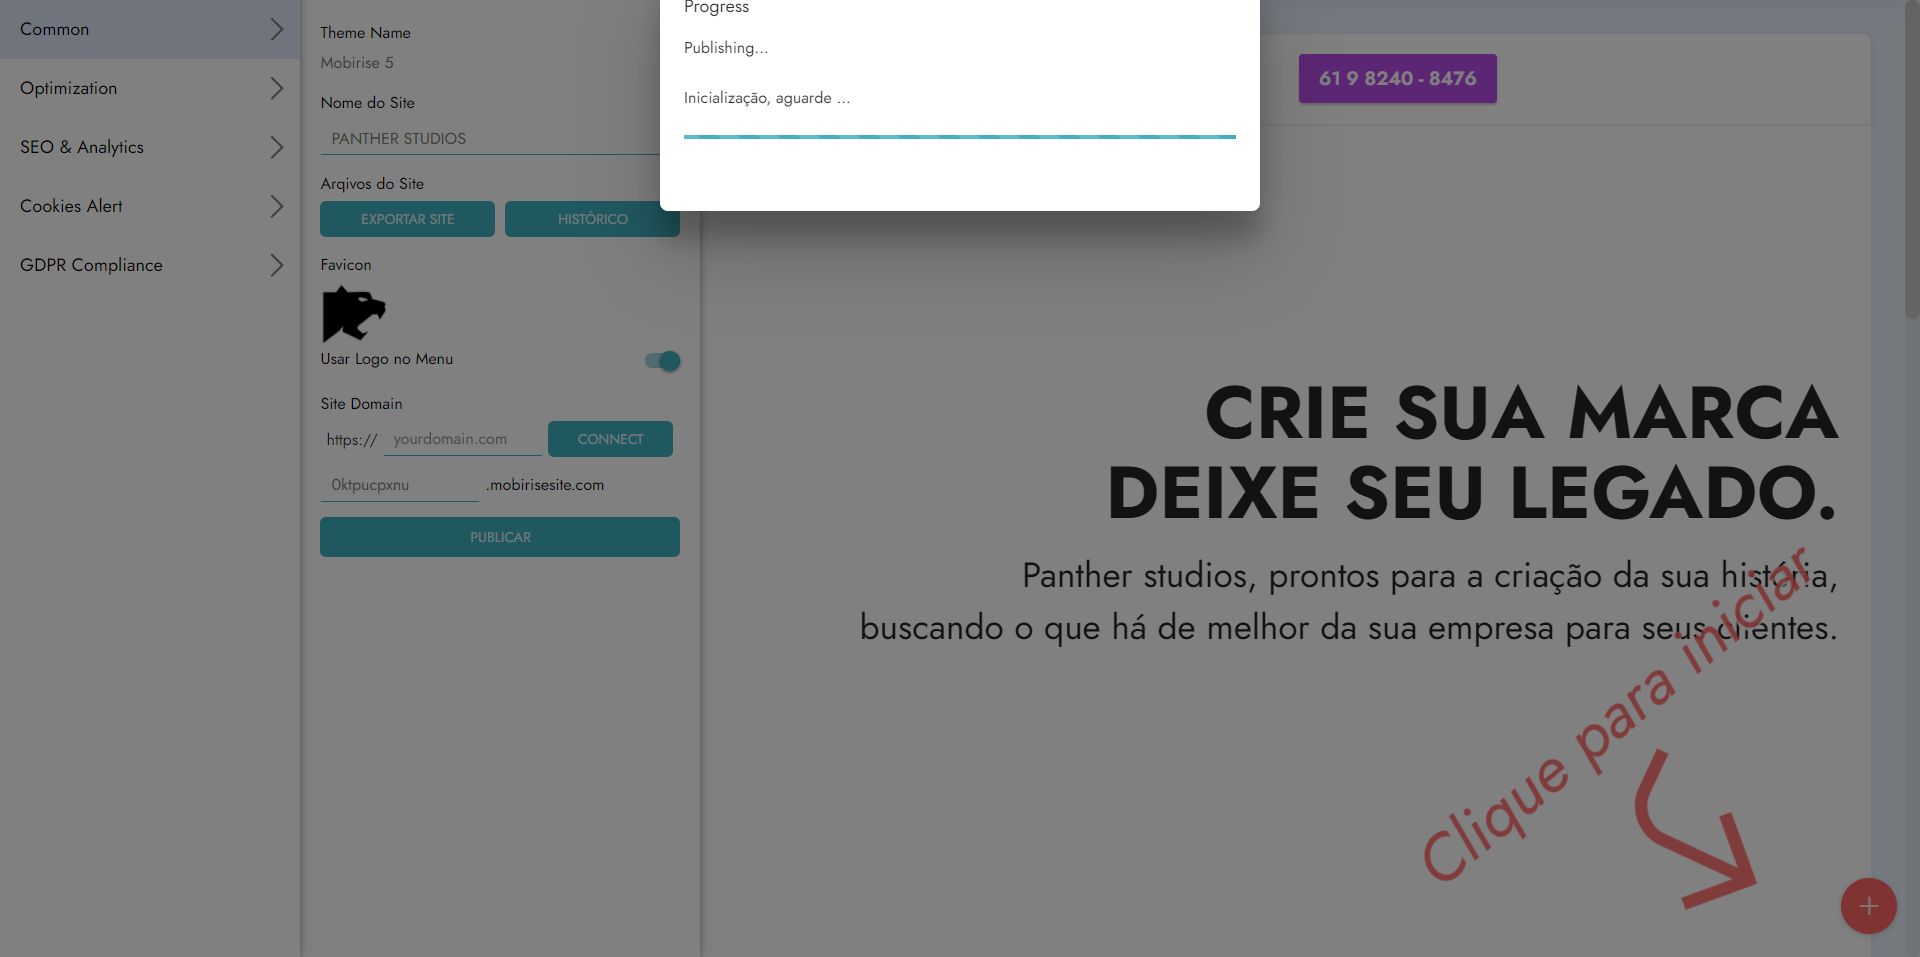 Common
Optimization
SEO & Analytics
Cookies Alert
GDPR Compliance
Theme Name
Mobirise 5
Nome do Site
PANTHER STUDIOS
Arqivos do Site
EXPORTAR SITE
HISTÓRICO
Favicon
Usar Logo no Menu
Site Domain
https://
yourdomain.com
CONNECT
0ktpucpxnu
.mobirisesite.com
PUBLICAR
Progress
Publishing...
Inicialização, aguarde ...
61 9 8240 - 8476
CRIE SUA MARCA
DEIXE SEU LEGADO.
Panther studios, prontos para a criação da sua história,
buscando o que há de melhor da sua empresa para seus clientes.
Clique para iniciar